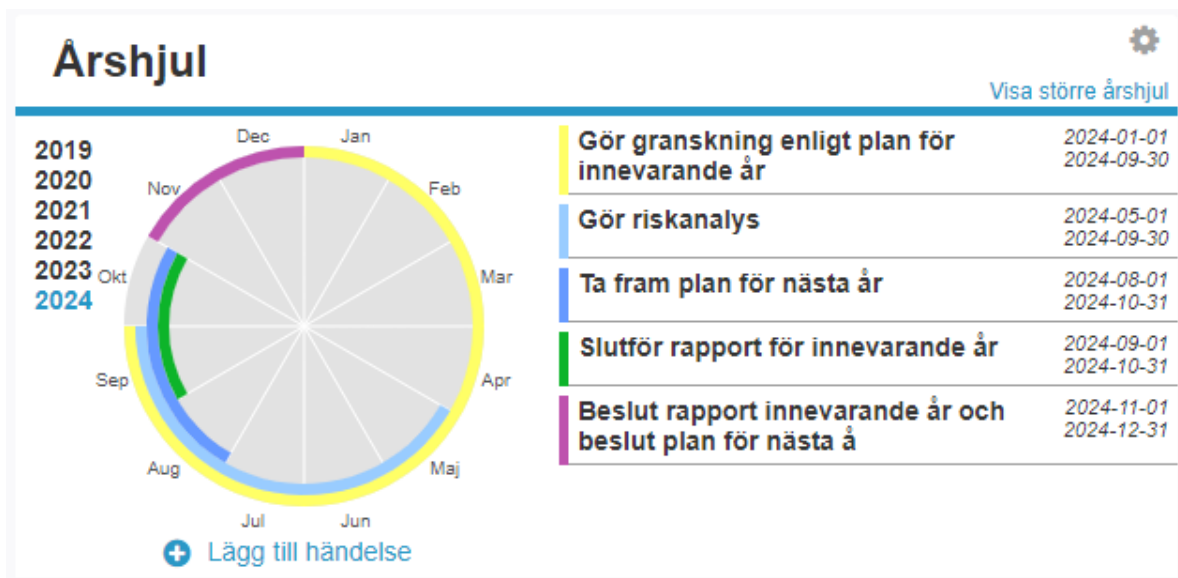 Årshjul
Visa större årshjul
2019
2020
2021
2022
2023
2024
Dec
Jan
Nov
Feb
Okt
Mar
Sep
Apr
Aug
Maj
Jul
Jun
Lägg till händelse
Gör granskning enligt plan för
innevarande år
2024-01-01
2024-09-30
Gör riskanalys
2024-05-01
2024-09-30
Ta fram plan för nästa år
2024-08-01
2024-10-31
Slutför rapport för innevarande år
2024-09-01
2024-10-31
Beslut rapport innevarande år och
beslut plan för nästa å
2024-11-01
2024-12-31